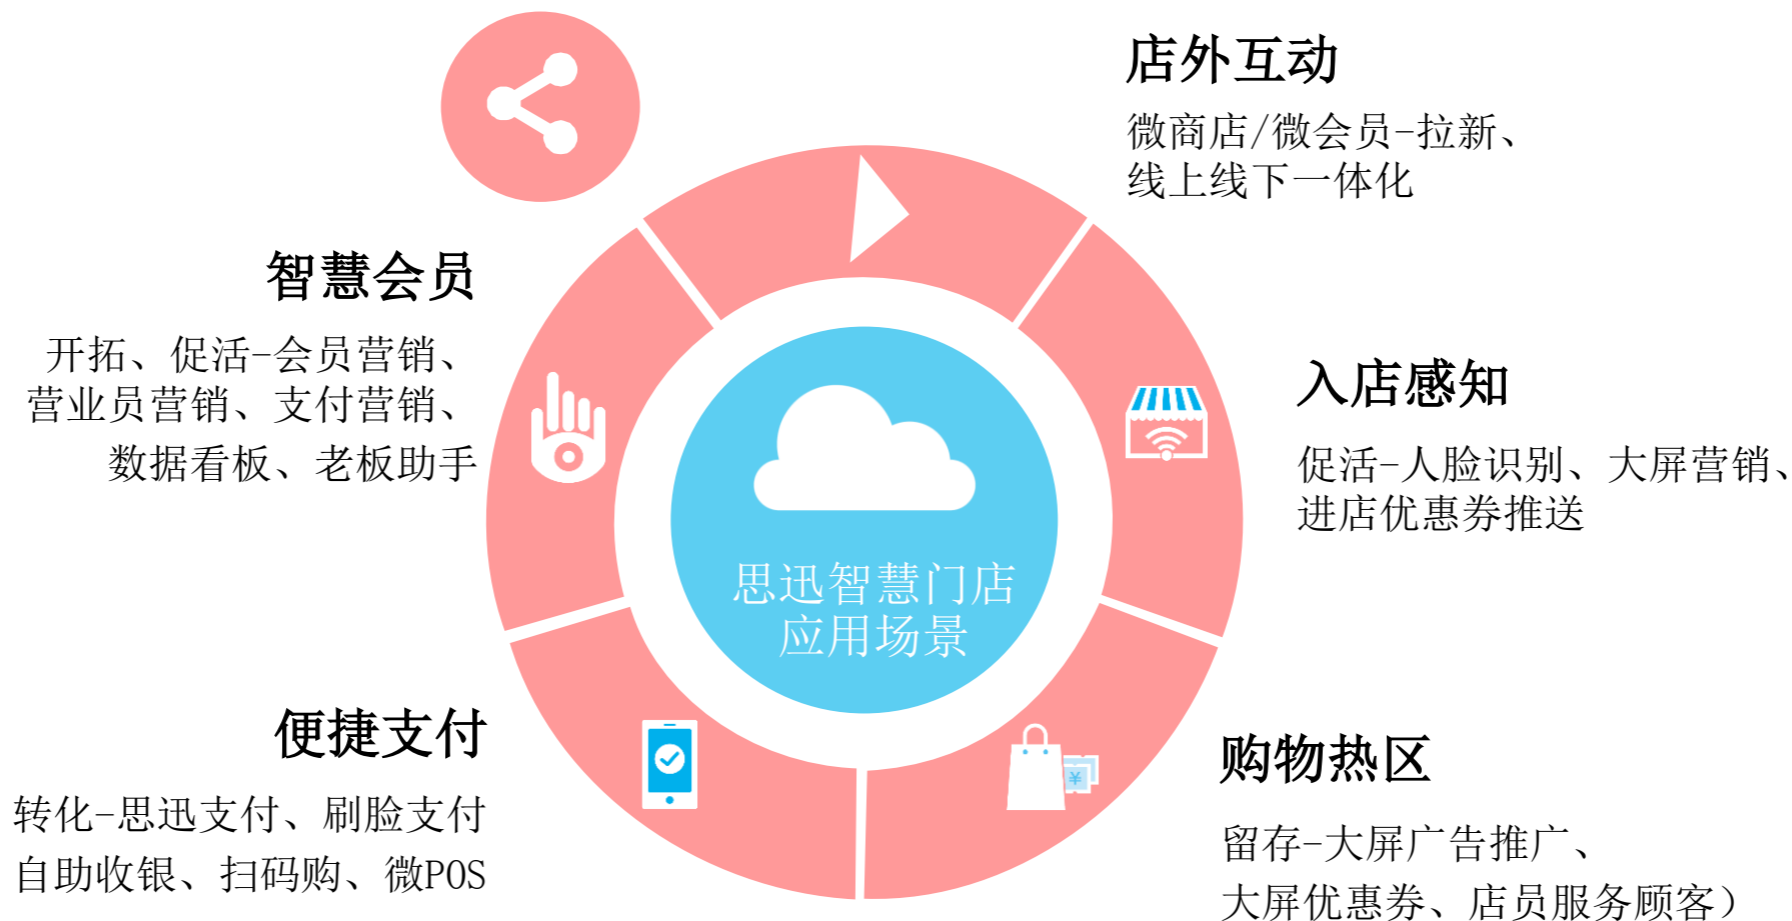 店外互动
微商店/微会员-拉新、
线上线下一体化
智慧会员
开拓、促活-会员营销、
营业员营销、支付营销、
数据看板、老板助手
入店感知
促活-人脸识别、大屏营销、
进店优惠券推送
思迅智慧门店
应用场景
便捷支付
转化-思迅支付、刷脸支付
自助收银、扫码购、微POS
购物热区
¥
留存-大屏广告推广、
大屏优惠券、店员服务顾客）